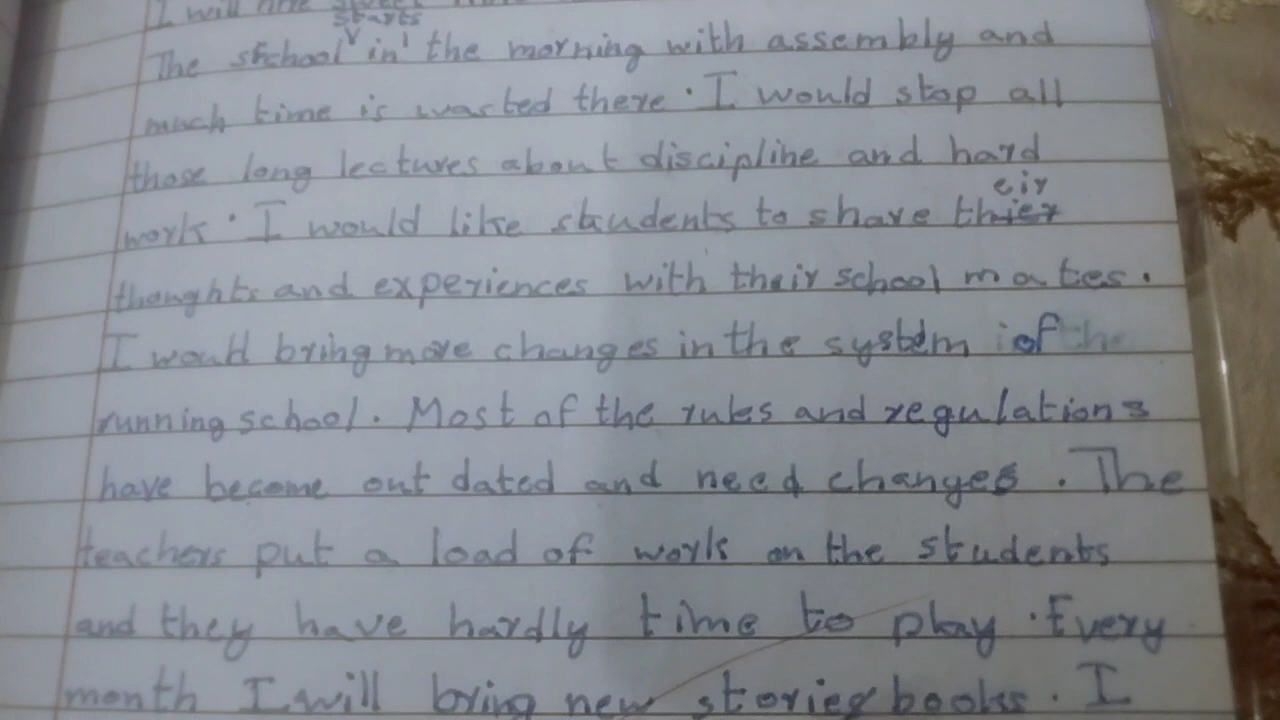 I will
The school starts in the morning with assembly and
much time is wasted there. I would stop all
those long lectures about discipline and hard
work. I would like students to share their
thoughts and experiences with their school mates.
I would bring more changes in the system of the
running school. Most of the rules and regulations
have become out dated and need changes. The
teachers put a load of work on the students
and they have hardly time to play. Every
month I will bring new stories books. I